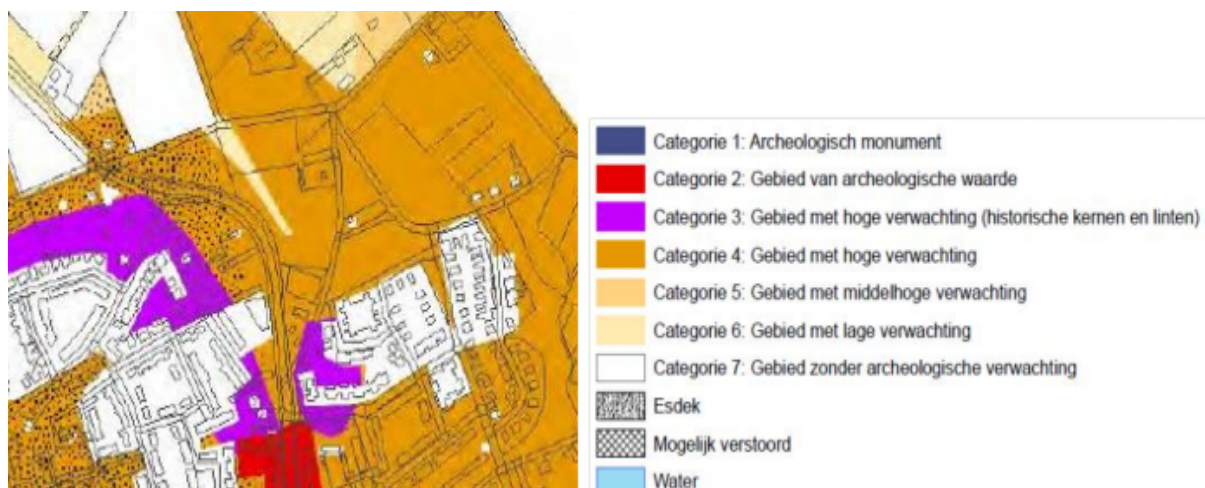 Categorie 1: Archeologisch monument
Categorie 2: Gebied van archeologische waarde
Categorie 3: Gebied met hoge verwachting (historische kernen en linten)
Categorie 4: Gebied met hoge verwachting
Categorie 5: Gebied met middelhoge verwachting
Categorie 6: Gebied met lage verwachting
Categorie 7: Gebied zonder archeologische verwachting
Esdek
Mogelijk verstoord
Water